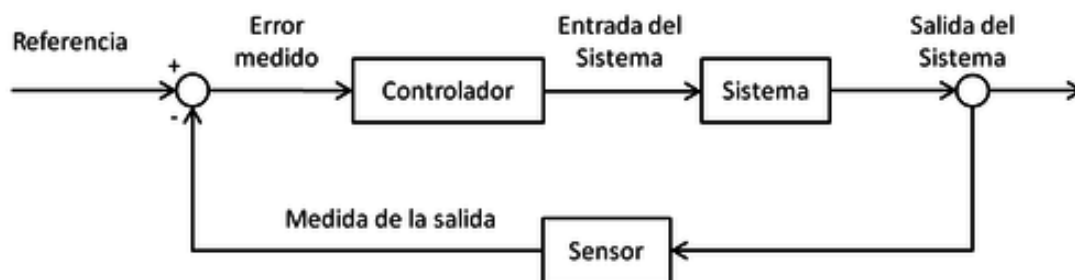 Referencia
+
-
Error
medido
Controlador
Entrada del
Sistema
Sistema
Salida del
Sistema
Medida de la salida
Sensor